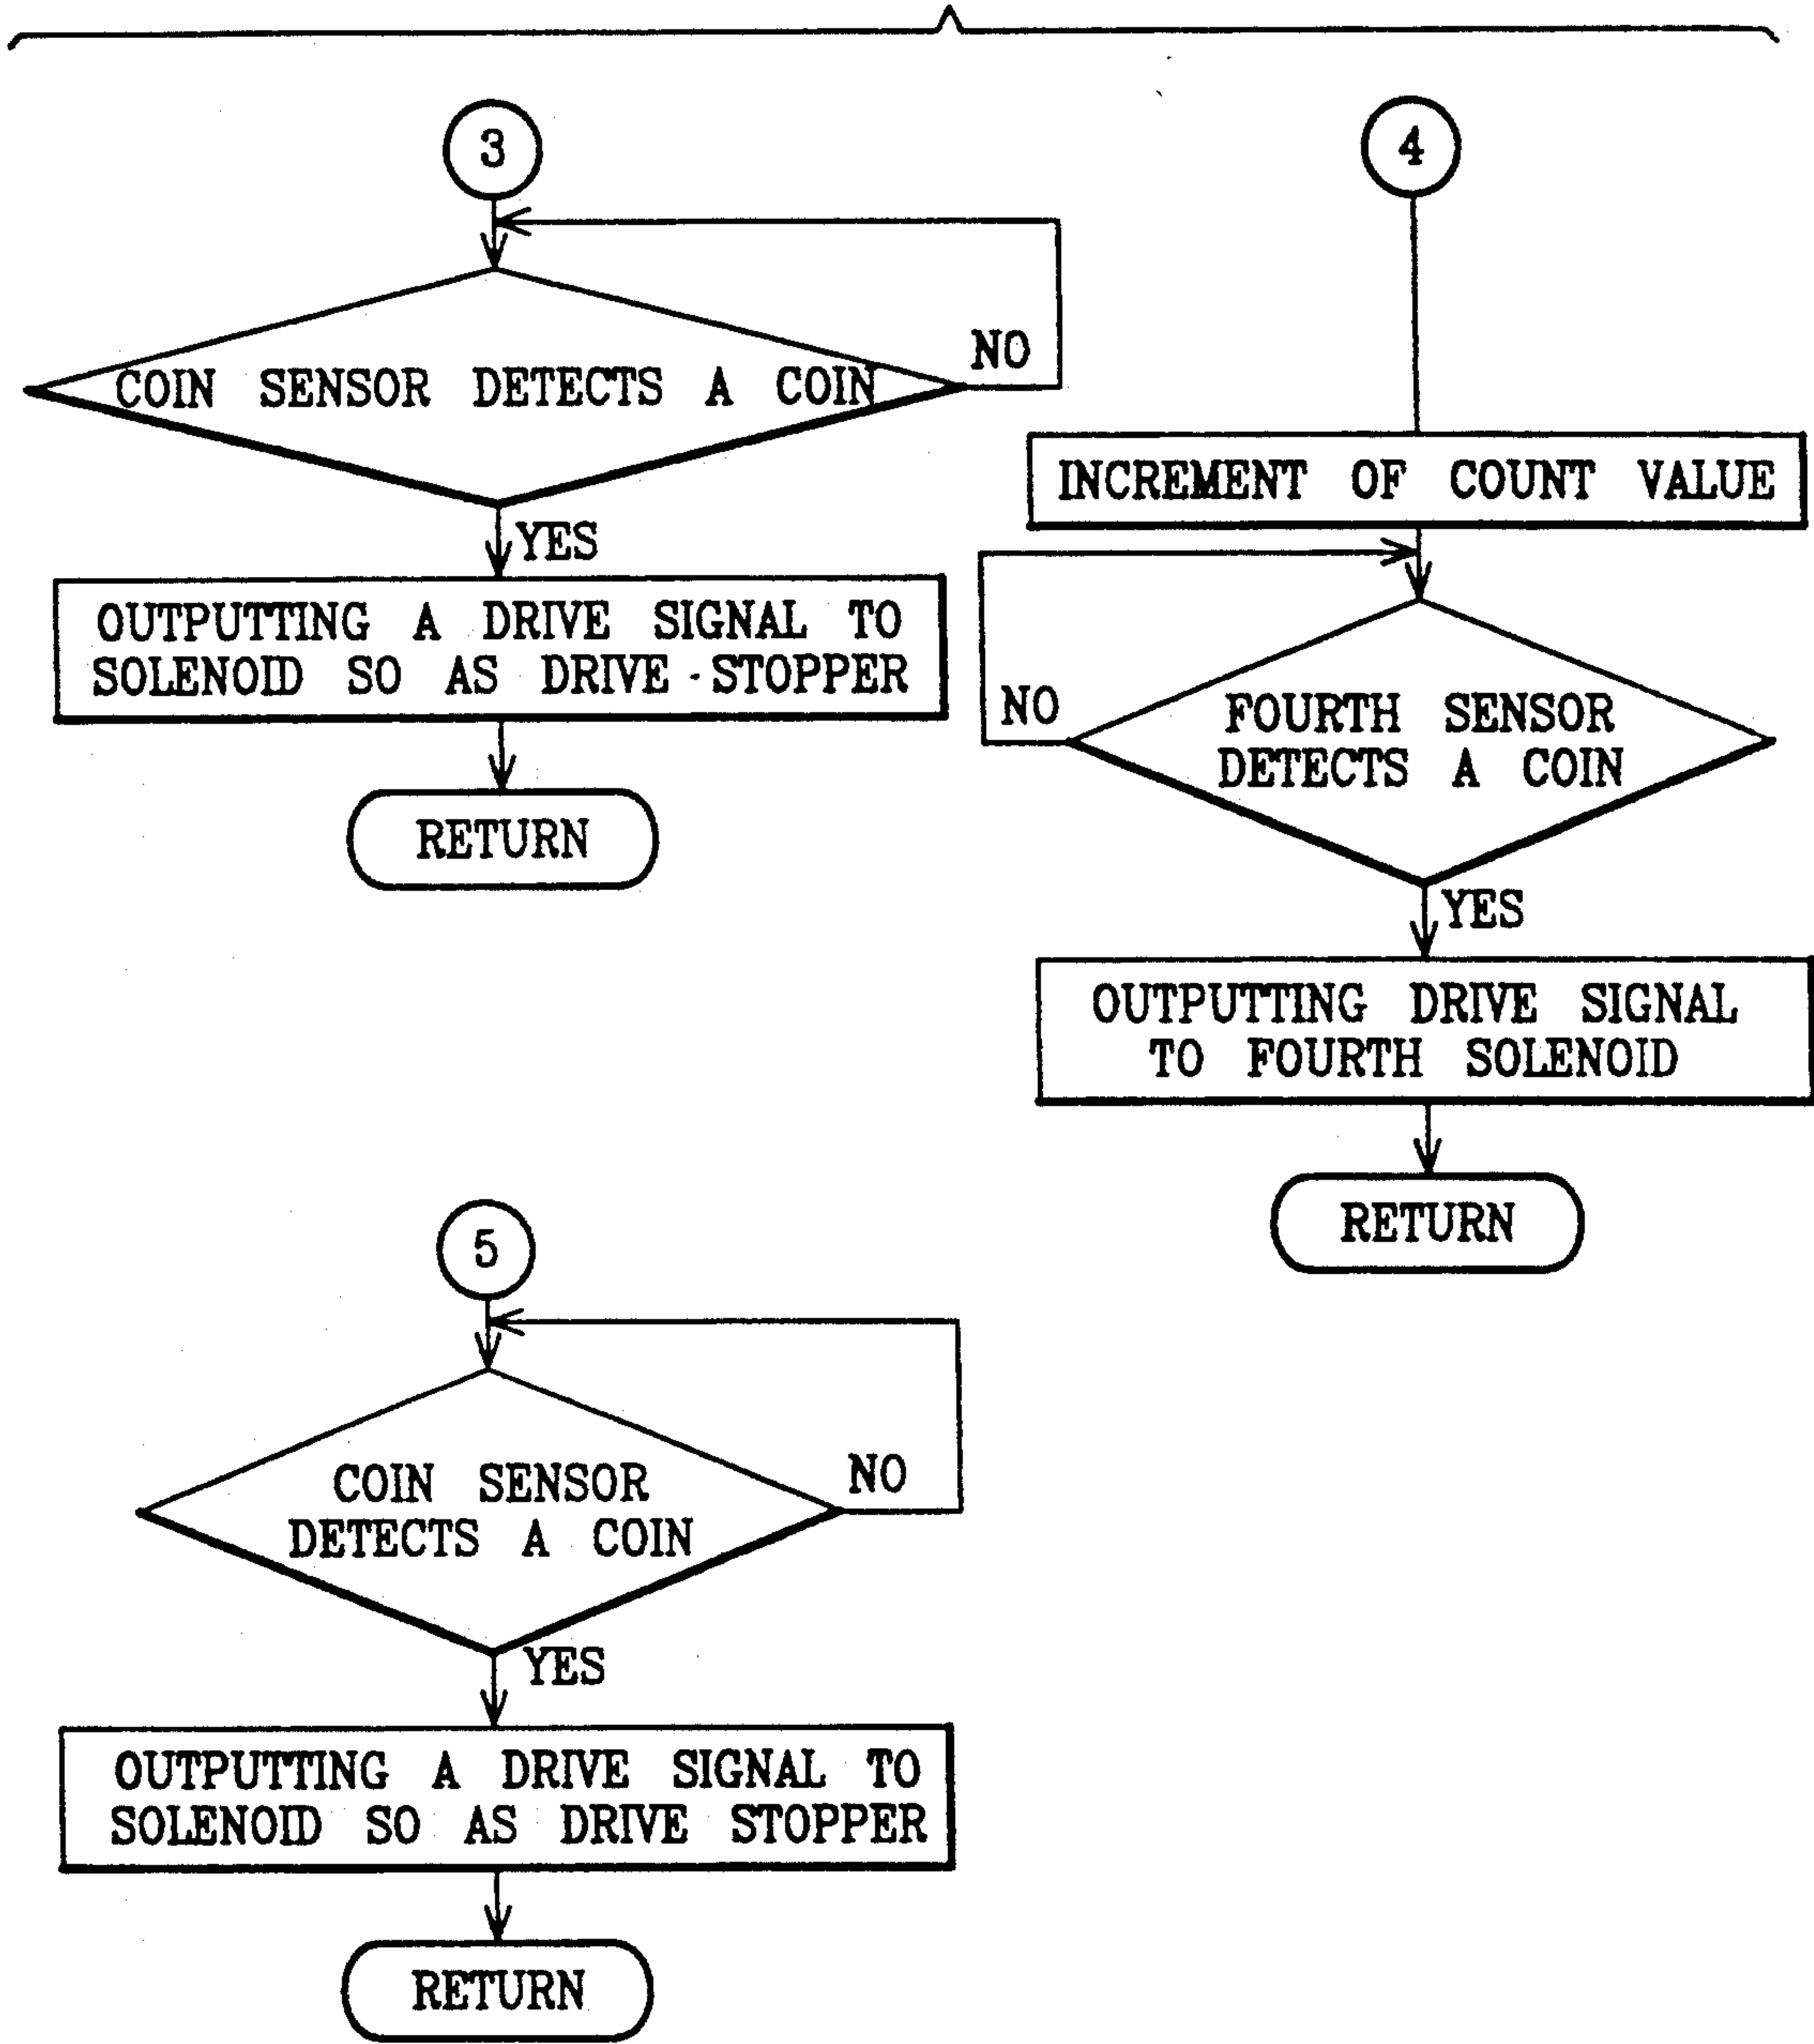 3
COIN SENSOR DETECTS A COIN
NO
YES
OUTPUTTING A DRIVE SIGNAL TO
SOLENOID SO AS DRIVE STOPPER
RETURN
4
INCREMENT OF COUNT VALUE
NO
FOURTH SENSOR
DETECTS A COIN
YES
OUTPUTTING DRIVE SIGNAL
TO FOURTH SOLENOID
RETURN
5
COIN SENSOR
DETECTS A COIN
NO
YES
OUTPUTTING A DRIVE SIGNAL TO
SOLENOID SO AS DRIVE STOPPER
RETURN